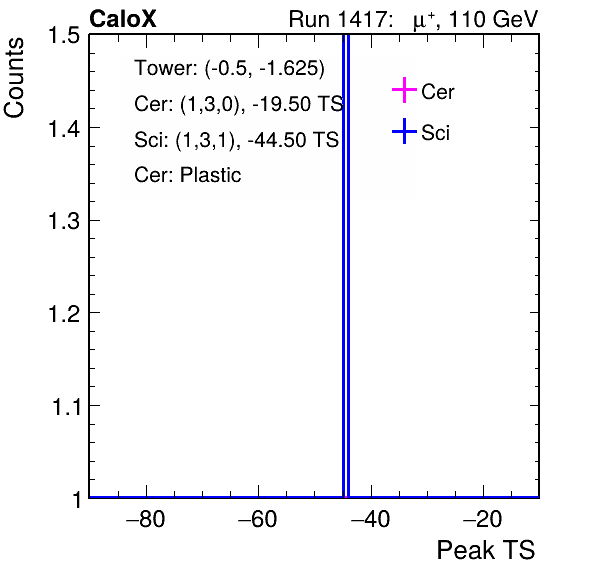 CaloX Run 1417: μ⁺, 110 GeV
Counts
1.5
1.4
1.3
1.2
1.1
1
Tower: (-0.5, -1.625)
Cer: (1,3,0), -19.50 TS
Sci: (1,3,1), -44.50 TS
Cer: Plastic
Cer
Sci
−80 −60 −40 −20
Peak TS